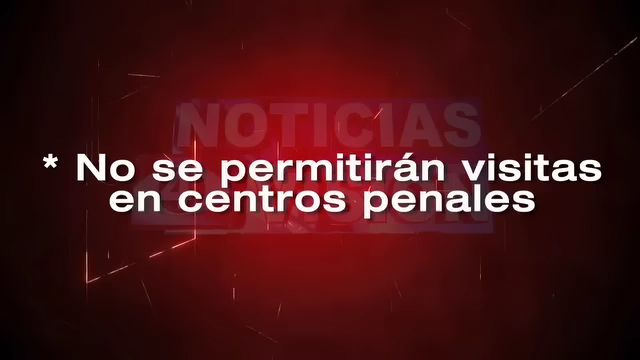 NOTICIAS
* No se permitirán visitas
en centros penales